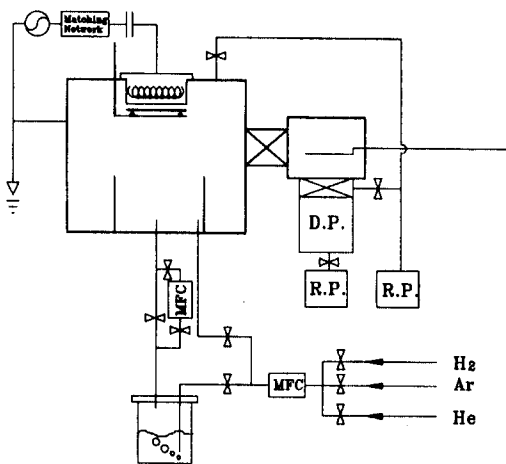 Matching
Network
D.P.
R.P.
R.P.
MFC
MFC
H2
Ar
He